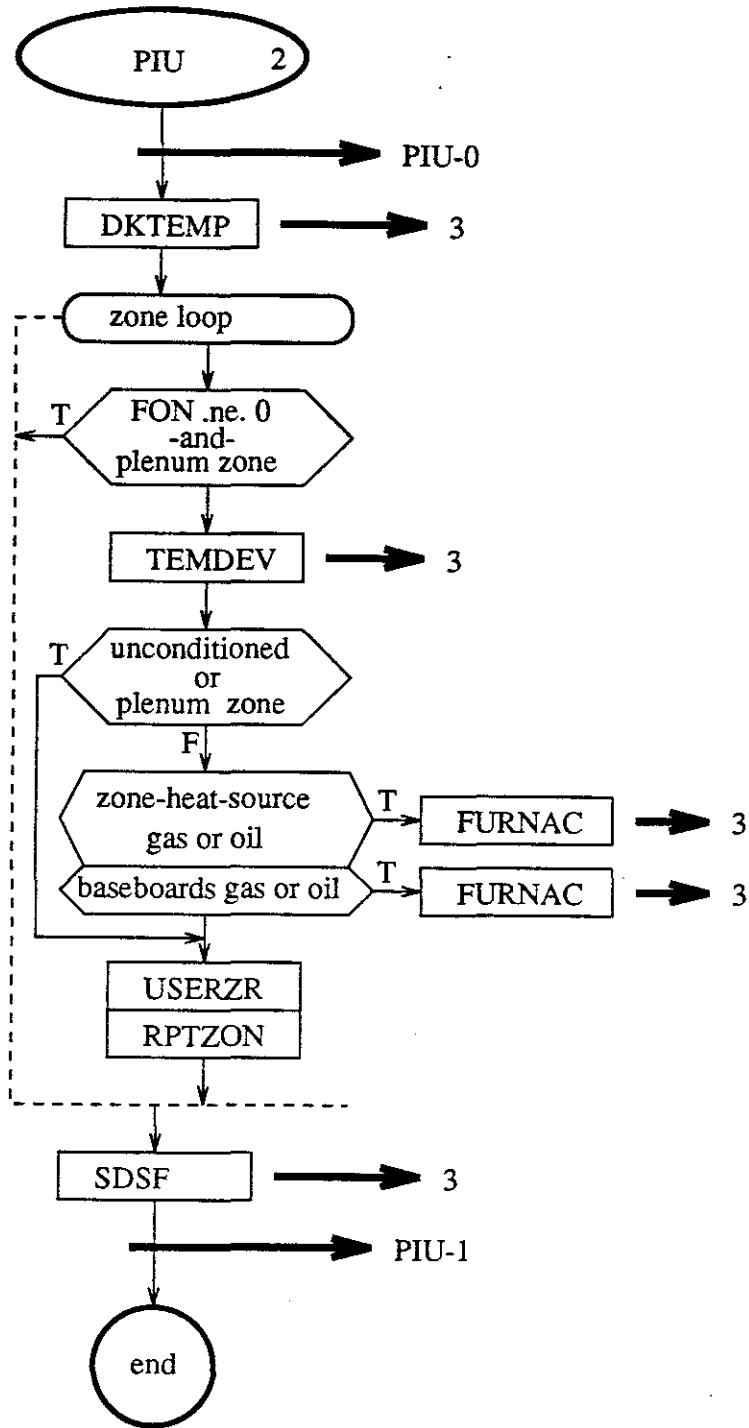 PIU 2
PIU-0
DKTEMP 3
zone loop
T
FON .ne. 0
-and-
plenum zone
TEMDEV 3
T
unconditioned
or
plenum zone
F
zone-heat-source
gas or oil
T
FURNAC 3
baseboards gas or oil
T
FURNAC 3
USERZR
RPTZON
SDSF 3
PIU-1
end